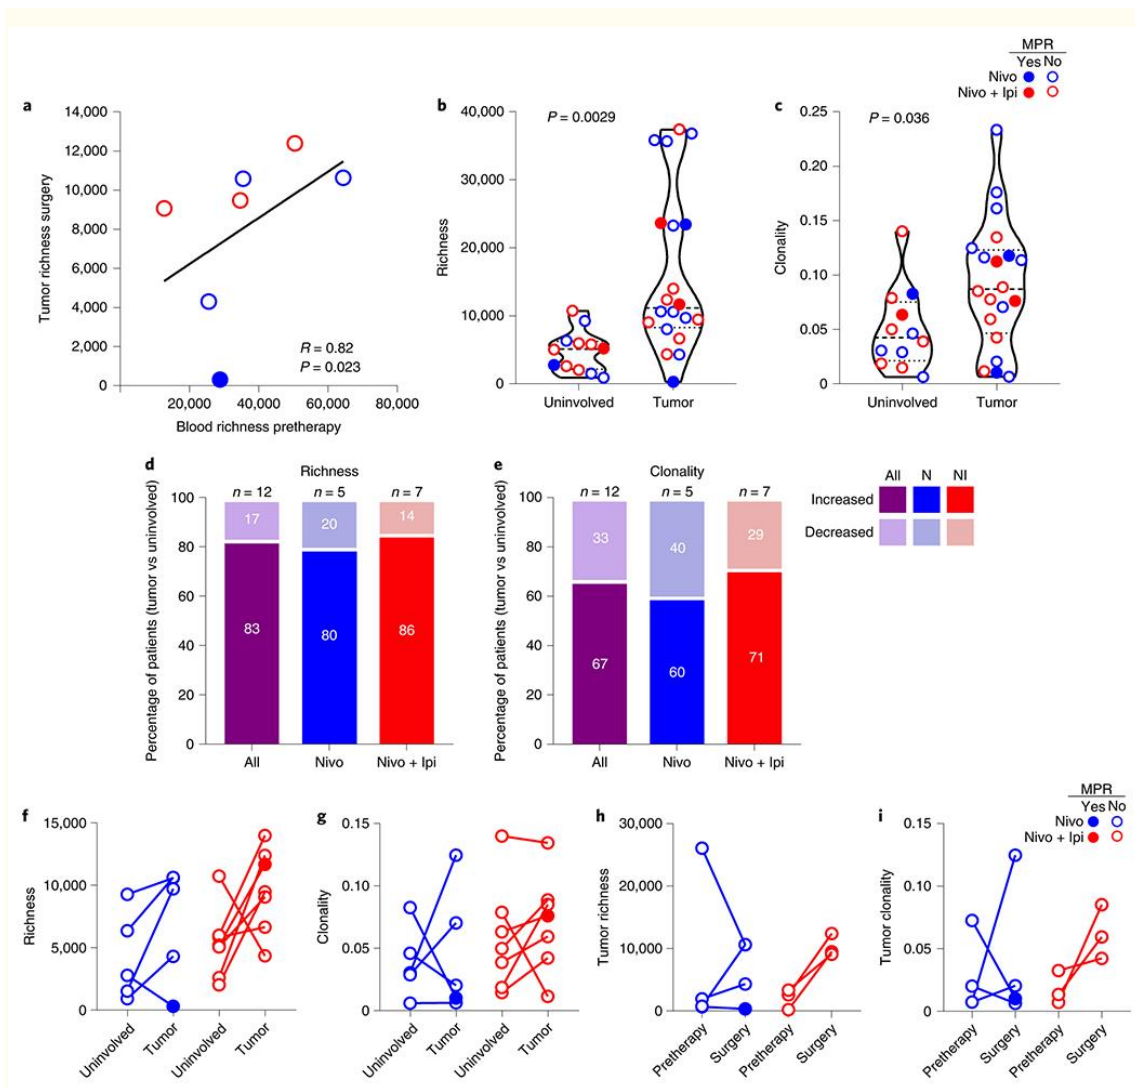 MPR
Yes No
Nivo
Nivo + Ipi
a
14,000
12,000
10,000
8,000
6,000
4,000
2,000
0
Tumor richness surgery
R = 0.82
P = 0.023
20,000 40,000 60,000 80,000
Blood richness pretherapy
b
40,000
30,000
20,000
10,000
0
Richness
P = 0.0029
Uninvolved Tumor
c
0.25
0.20
0.15
0.10
0.05
0
Clonality
P = 0.036
Uninvolved Tumor
d
Richness
n = 12 n = 5 n = 7
100
80
60
40
20
0
Percentage of patients (tumor vs uninvolved)
17 20 14
83 80 86
All Nivo Nivo + Ipi
e
Clonality
n = 12 n = 5 n = 7
100
80
60
40
20
0
Percentage of patients (tumor vs uninvolved)
33 40 29
67 60 71
All Nivo Nivo + Ipi
All N NI
Increased
Decreased
f
15,000
10,000
5,000
0
Richness
Uninvolved Tumor Uninvolved Tumor
g
0.15
0.10
0.05
0
Clonality
Uninvolved Tumor Uninvolved Tumor
h
30,000
20,000
10,000
0
Tumor richness
Pretherapy Surgery Pretherapy Surgery
i
0.15
0.10
0.05
0
Tumor clonality
Pretherapy Surgery Pretherapy Surgery
MPR
Yes No
Nivo
Nivo + Ipi